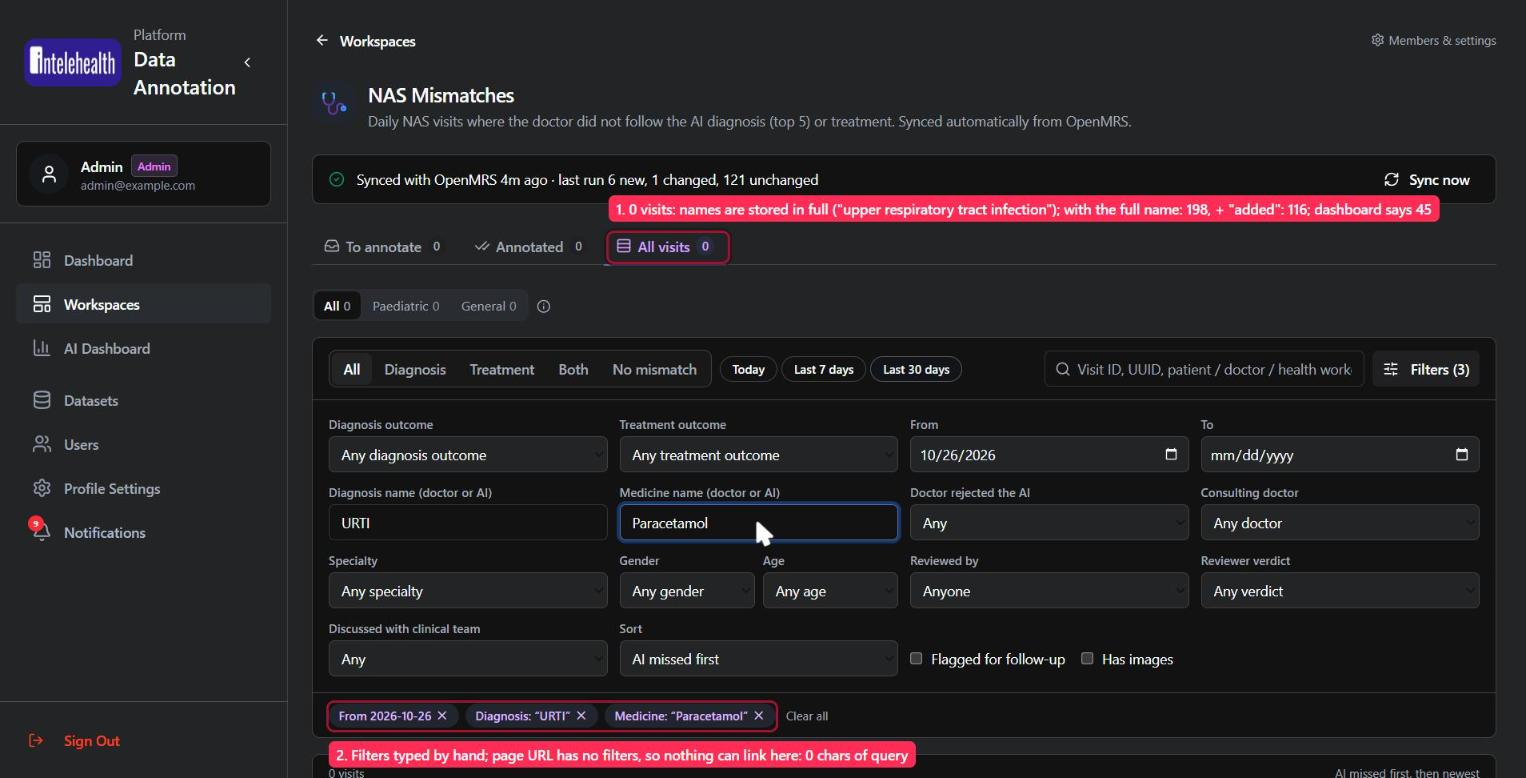 Platform
intelehealth
Data
Annotation
Admin Admin
admin@example.com
Dashboard
Workspaces
AI Dashboard
Datasets
Users
Profile Settings
9
Notifications
Sign Out
Workspaces
Members & settings
NAS Mismatches
Daily NAS visits where the doctor did not follow the AI diagnosis (top 5) or treatment. Synced automatically from OpenMRS.
Synced with OpenMRS 4m ago · last run 6 new, 1 changed, 121 unchanged
Sync now
1. 0 visits: names are stored in full ("upper respiratory tract infection"); with the full name: 198, + "added": 116; dashboard says 45
To annotate 0 Annotated 0 All visits 0
All 0 Paediatric 0 General 0
All Diagnosis Treatment Both No mismatch Today Last 7 days Last 30 days Visit ID, UUID, patient / doctor / health work Filters (3)
Diagnosis outcome Treatment outcome From To
Any diagnosis outcome Any treatment outcome 10/26/2026 mm/dd/yyyy
Diagnosis name (doctor or AI) Medicine name (doctor or AI) Doctor rejected the AI Consulting doctor
URTI Paracetamol Any Any doctor
Specialty Gender Age Reviewed by Reviewer verdict
Any specialty Any gender Any age Anyone Any verdict
Discussed with clinical team Sort
Any AI missed first Flagged for follow-up Has images
From 2026-10-26 Diagnosis: “URTI” Medicine: “Paracetamol” Clear all
2. Filters typed by hand; page URL has no filters, so nothing can link here: 0 chars of query
0 visits AI missed first, then newest